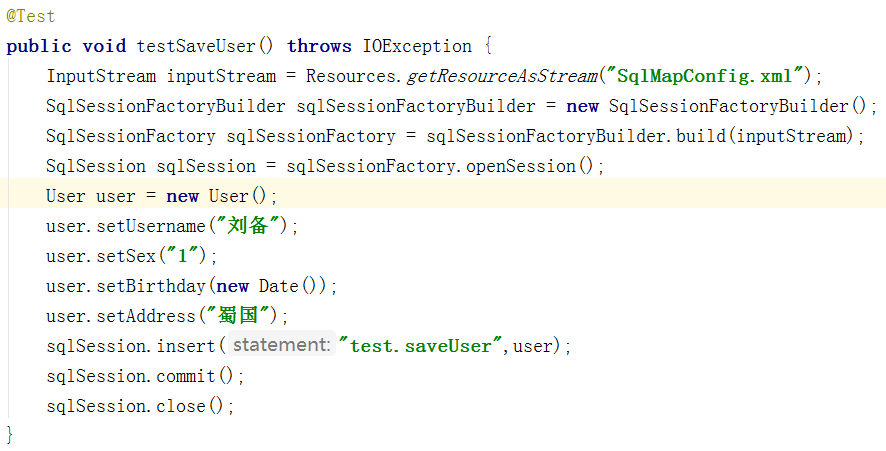 @Test
public void testSaveUser() throws IOException {
    InputStream inputStream = Resources.getResourceAsStream("SqlMapConfig.xml");
    SqlSessionFactoryBuilder sqlSessionFactoryBuilder = new SqlSessionFactoryBuilder();
    SqlSessionFactory sqlSessionFactory = sqlSessionFactoryBuilder.build(inputStream);
    SqlSession sqlSession = sqlSessionFactory.openSession();
    User user = new User();
    user.setUsername("刘备");
    user.setSex("1");
    user.setBirthday(new Date());
    user.setAddress("蜀国");
    sqlSession.insert( statement: "test.saveUser",user);
    sqlSession.commit();
    sqlSession.close();
}